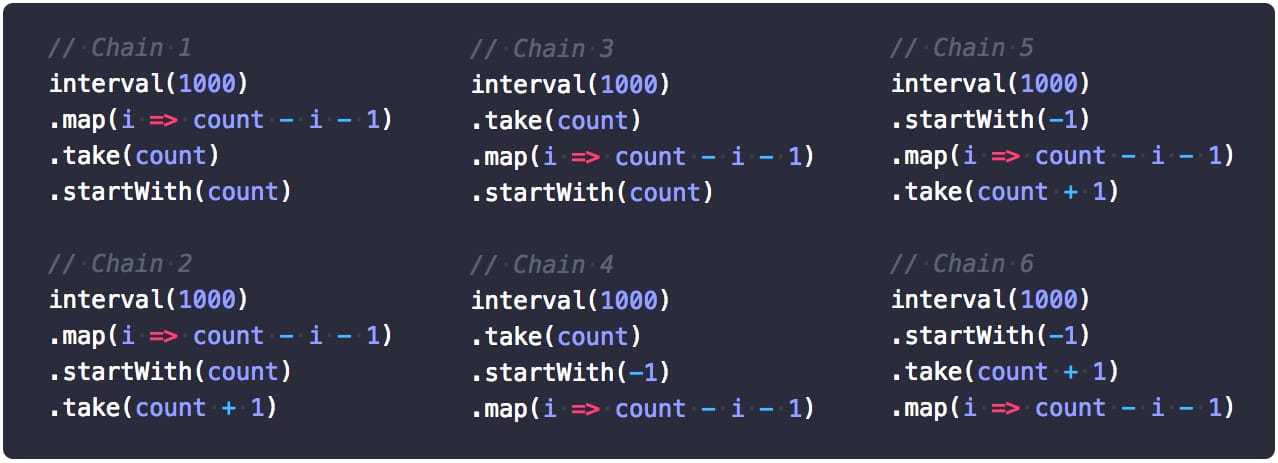 // Chain 1
interval(1000)
.map(i => count - i - 1)
.take(count)
.startWith(count)
// Chain 2
interval(1000)
.map(i => count - i - 1)
.startWith(count)
.take(count + 1)
// Chain 3
interval(1000)
.take(count)
.map(i => count - i - 1)
.startWith(count)
// Chain 4
interval(1000)
.take(count)
.startWith(-1)
.map(i => count - i - 1)
// Chain 5
interval(1000)
.startWith(-1)
.map(i => count - i - 1)
.take(count + 1)
// Chain 6
interval(1000)
.startWith(-1)
.take(count + 1)
.map(i => count - i - 1)